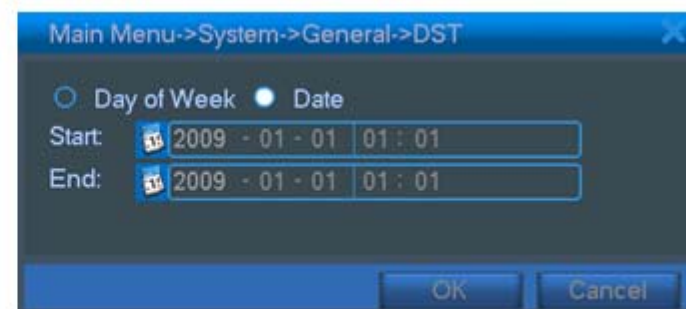 Main Menu->System->General->DST
Day of Week Date
Start: 2009 - 01 - 01 01 : 01
End: 2009 - 01 - 01 01 : 01
OK Cancel